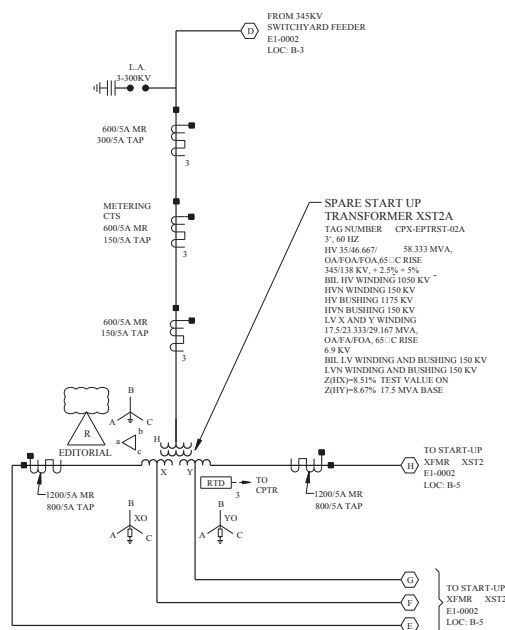 FROM 345KV
SWITCHYARD FEEDER
E1-0002
LOC: B-3
D
L.A.
3-300KV
600/5A MR
300/5A TAP
3
METERING
CTS
600/5A MR
150/5A TAP
3
600/5A MR
150/5A TAP
3
SPARE START UP
TRANSFORMER XST2A
TAG NUMBER CPX-EPTRST-02A
3', 60 HZ
HV 35/46.667/ 58.333 MVA,
OA/FOA/FOA,65□C RISE
345/138 KV, + 2.5% + 5%
BIL HV WINDING 1050 KV
HVN WINDING 150 KV
HV BUSHING 1175 KV
HVN BUSHING 150 KV
LV X AND Y WINDING
17.5/23.333/29.167 MVA,
OA/FA/FOA, 65□C RISE
6.9 KV
BIL LV WINDING AND BUSHING 150 KV
LVN WINDING AND BUSHING 150 KV
Z(HX)=8.51% TEST VALUE ON
Z(HY)=8.67% 17.5 MVA BASE
R
EDITORIAL
B
A C
a b
c
H
X Y
1200/5A MR
800/5A TAP
RTD
3
TO
CPTR
1200/5A MR
800/5A TAP
H
TO START-UP
XFMR XST2
E1-0002
LOC: B-5
B
XO
A C
B
YO
A C
G
F
E
TO START-UP
XFMR XST2
E1-0002
LOC: B-5